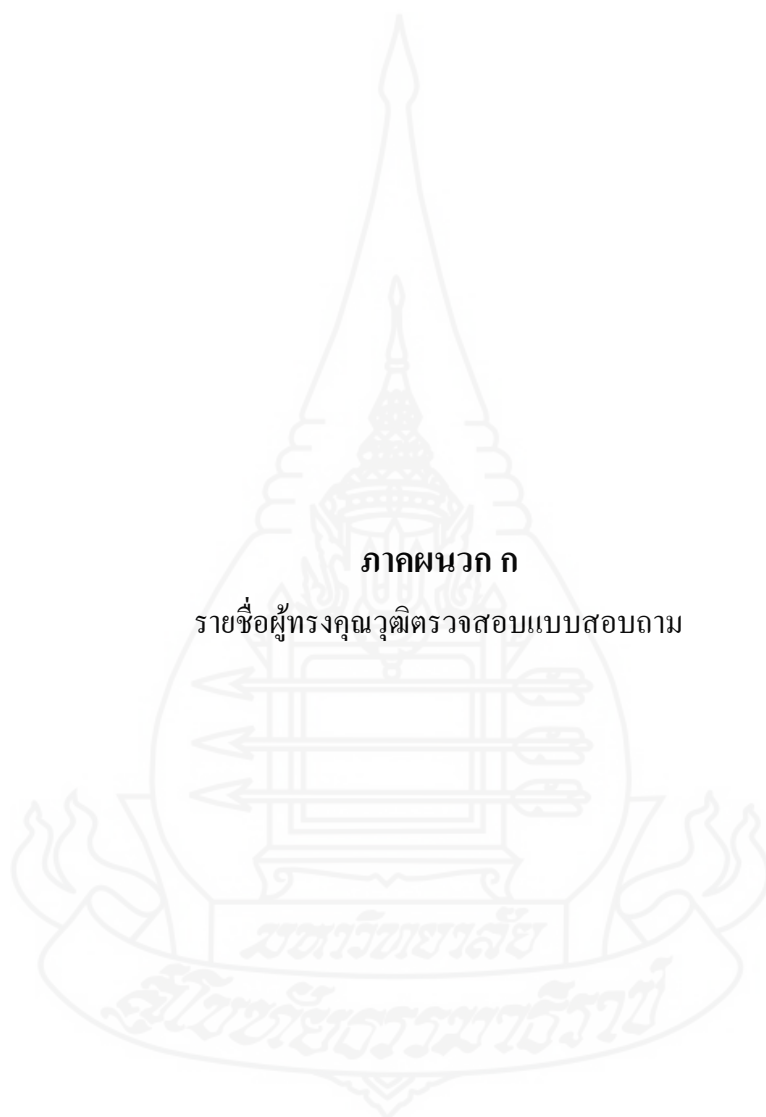 ภาคผนวก ก
รายชื่อผู้ทรงคุณวุฒิตรวจสอบแบบสอบถาม
มหาวิทยาลัย
สุโขทัยธรรมาธิราช